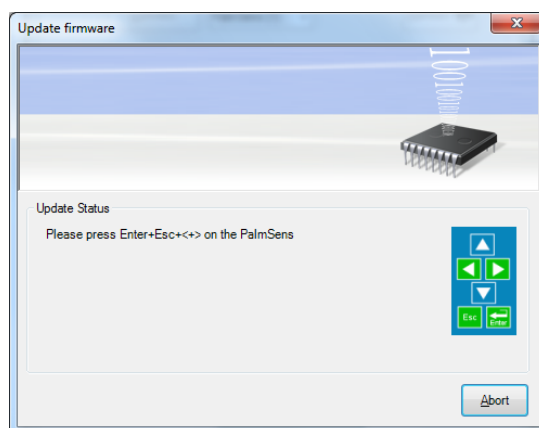 Update firmware
Update Status
Please press Enter+Esc+<+> on the PalmSens
Esc
Enter
Abort